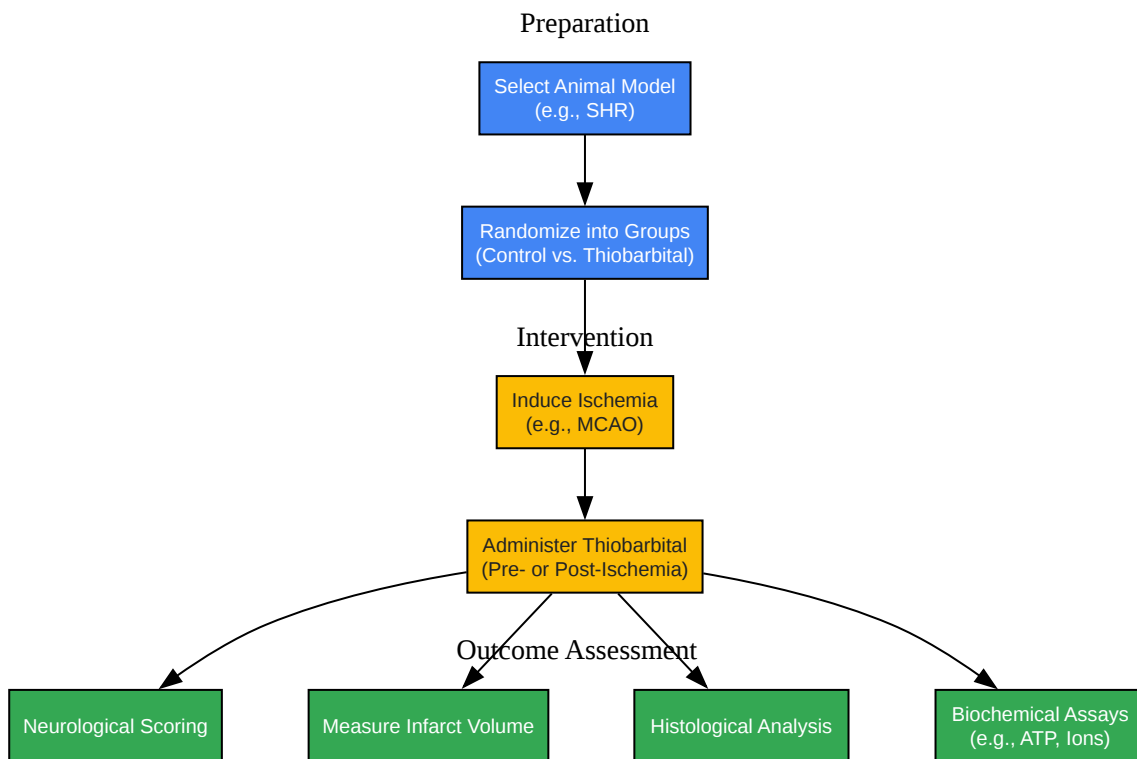 Preparation
Select Animal Model
(e.g., SHR)
Randomize into Groups
(Control vs. Thiobarbital)
Intervention
Induce Ischemia
(e.g., MCAO)
Administer Thiobarbital
(Pre- or Post-Ischemia)
Outcome Assessment
Neurological Scoring
Measure Infarct Volume
Histological Analysis
Biochemical Assays
(e.g., ATP, Ions)